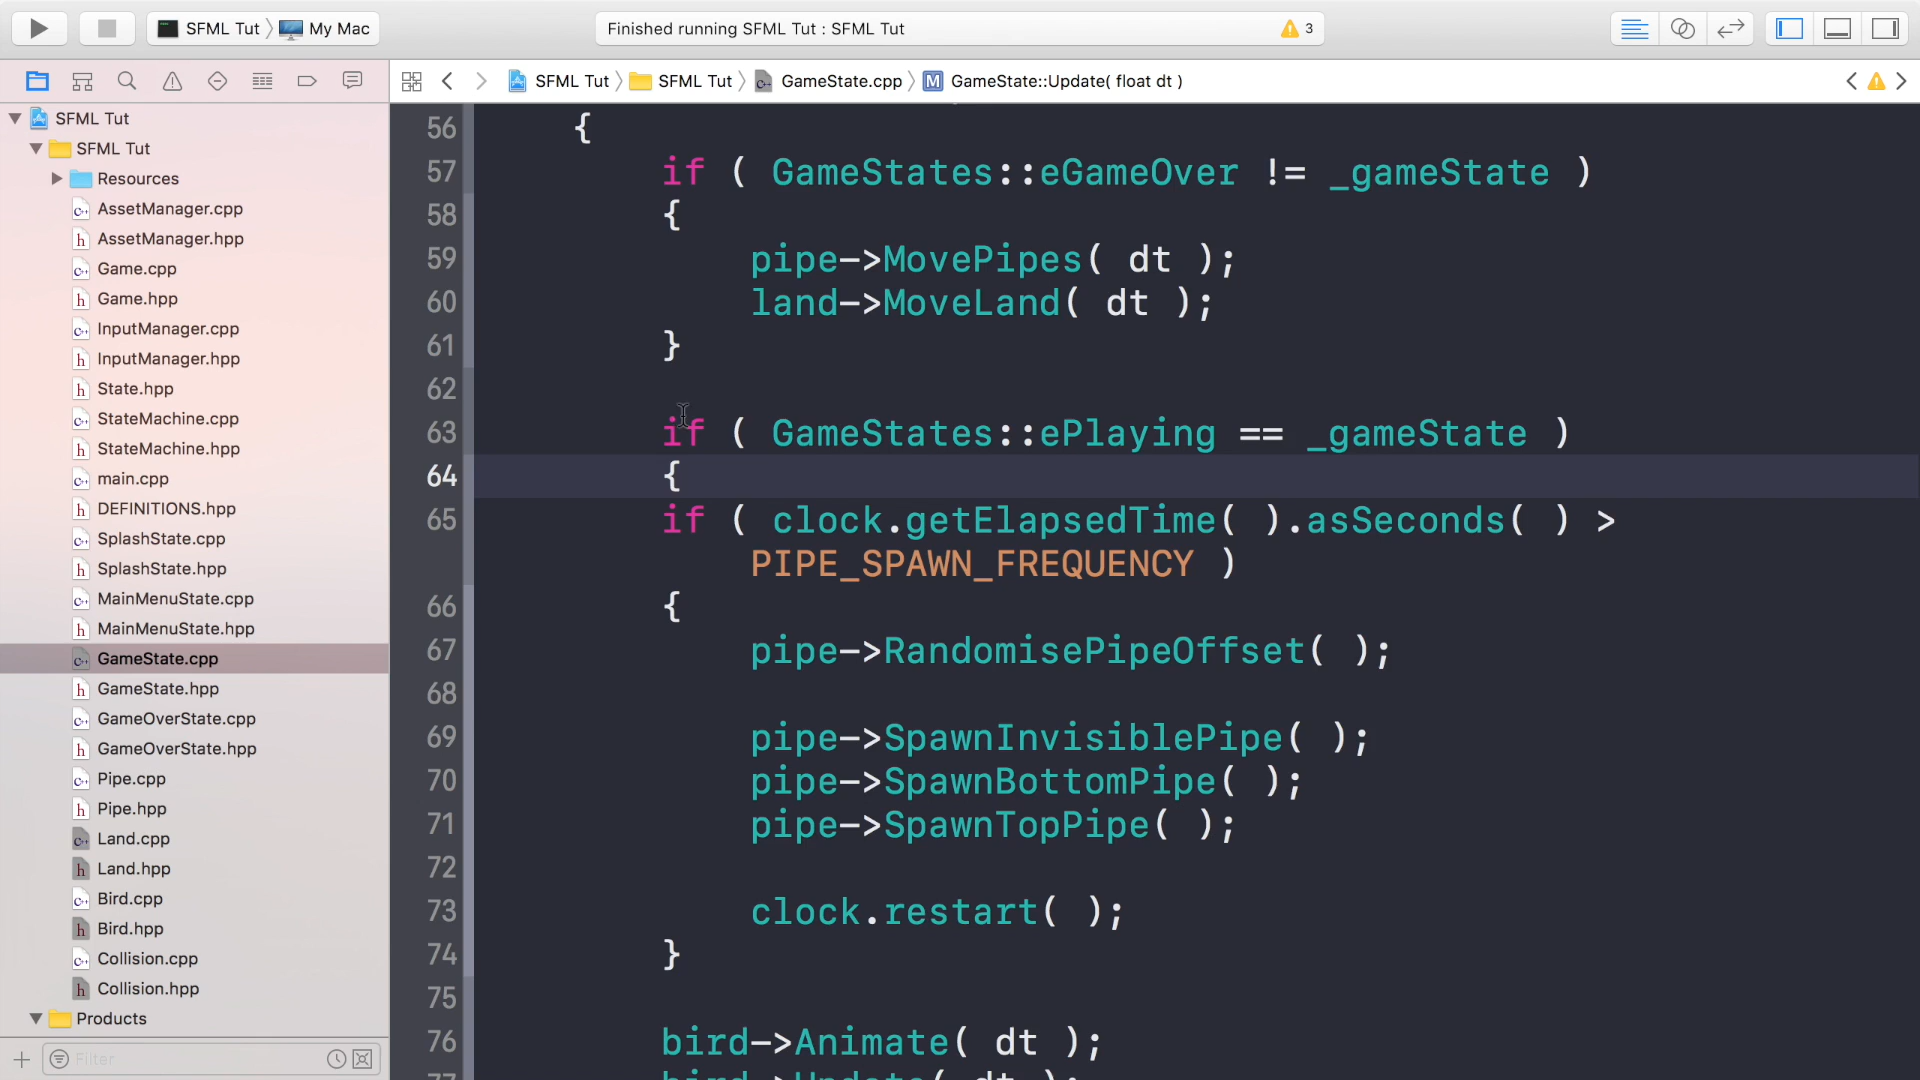 SFML Tut My Mac Finished running SFML Tut : SFML Tut 3
SFML Tut SFML Tut GameState.cpp M GameState::Update( float dt )
SFML Tut
SFML Tut
Resources
AssetManager.cpp
AssetManager.hpp
Game.cpp
Game.hpp
InputManager.cpp
InputManager.hpp
State.hpp
StateMachine.cpp
StateMachine.hpp
main.cpp
DEFINITIONS.hpp
SplashState.cpp
SplashState.hpp
MainMenuState.cpp
MainMenuState.hpp
GameState.cpp
GameState.hpp
GameOverState.cpp
GameOverState.hpp
Pipe.cpp
Pipe.hpp
Land.cpp
Land.hpp
Bird.cpp
Bird.hpp
Collision.cpp
Collision.hpp
Products
Filter
56 {
57 if ( GameStates::eGameOver != _gameState )
58 {
59 pipe->MovePipes( dt );
60 land->MoveLand( dt );
61 }
62
63 if ( GameStates::ePlaying == _gameState )
64 {
65 if ( clock.getElapsedTime( ).asSeconds( ) >
PIPE_SPAWN_FREQUENCY )
66 {
67 pipe->RandomisePipeOffset( );
68
69 pipe->SpawnInvisiblePipe( );
70 pipe->SpawnBottomPipe( );
71 pipe->SpawnTopPipe( );
72
73 clock.restart( );
74 }
75
76 bird->Animate( dt );
77 bird->Update( dt );